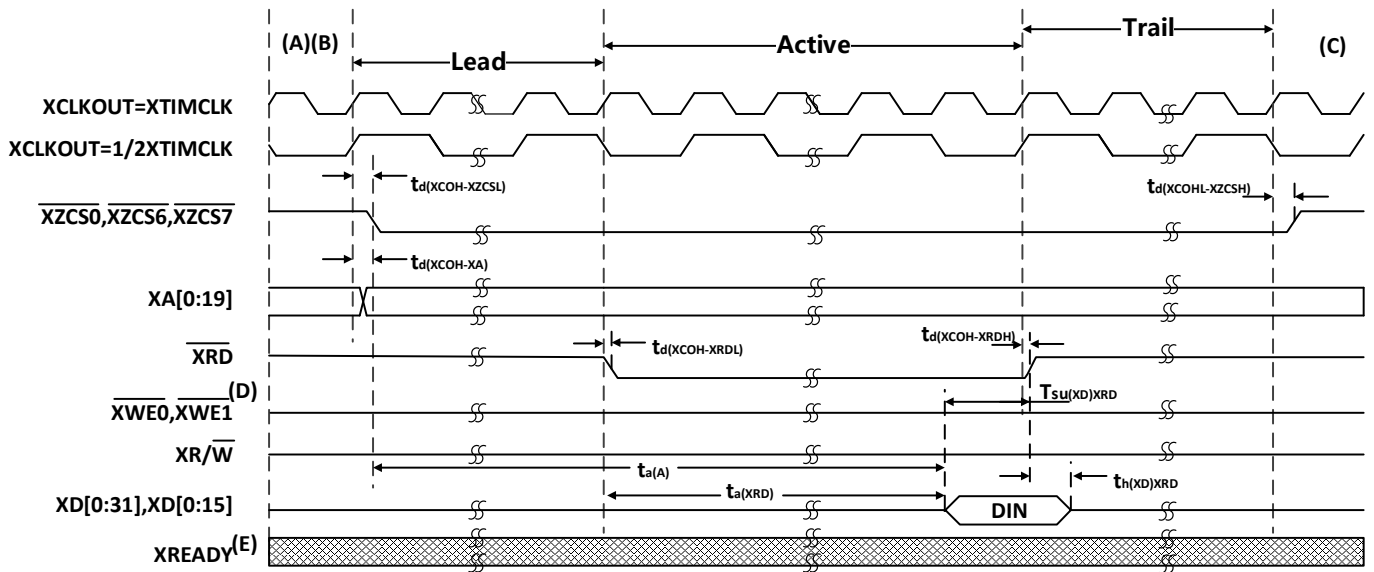 (A)(B)
Lead
Active
Trail
(C)
XCLKOUT=XTIMCLK
XCLKOUT=1/2XTIMCLK
td(XCOH-XZCSL)
td(XCOHL-XZCSH)
XZCS0,XZCS6,XZCS7
td(XCOH-XA)
XA[0:19]
XRD
td(XCOH-XRDL)
td(XCOH-XRDH)
(D)
XWE0,XWE1
Tsu(XD)XRD
XR/W
ta(A)
ta(XRD)
th(XD)XRD
XD[0:31],XD[0:15]
DIN
XREADY(E)